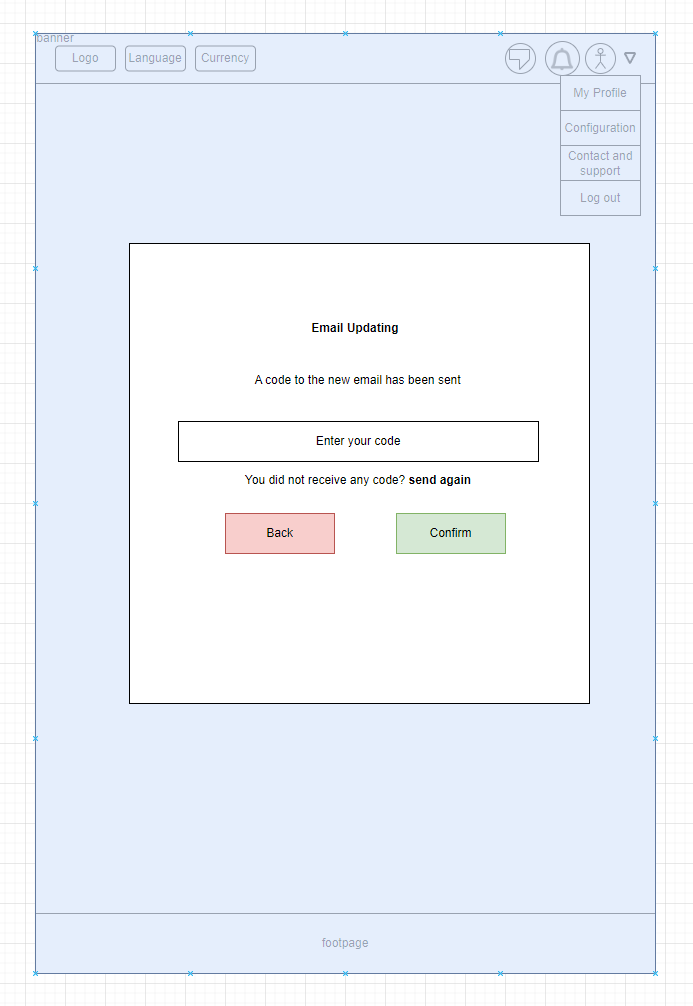 banner
Logo
Language
Currency
My Profile
Configuration
Contact and
support
Log out
Email Updating
A code to the new email has been sent
Enter your code
You did not receive any code? send again
Back
Confirm
footpage